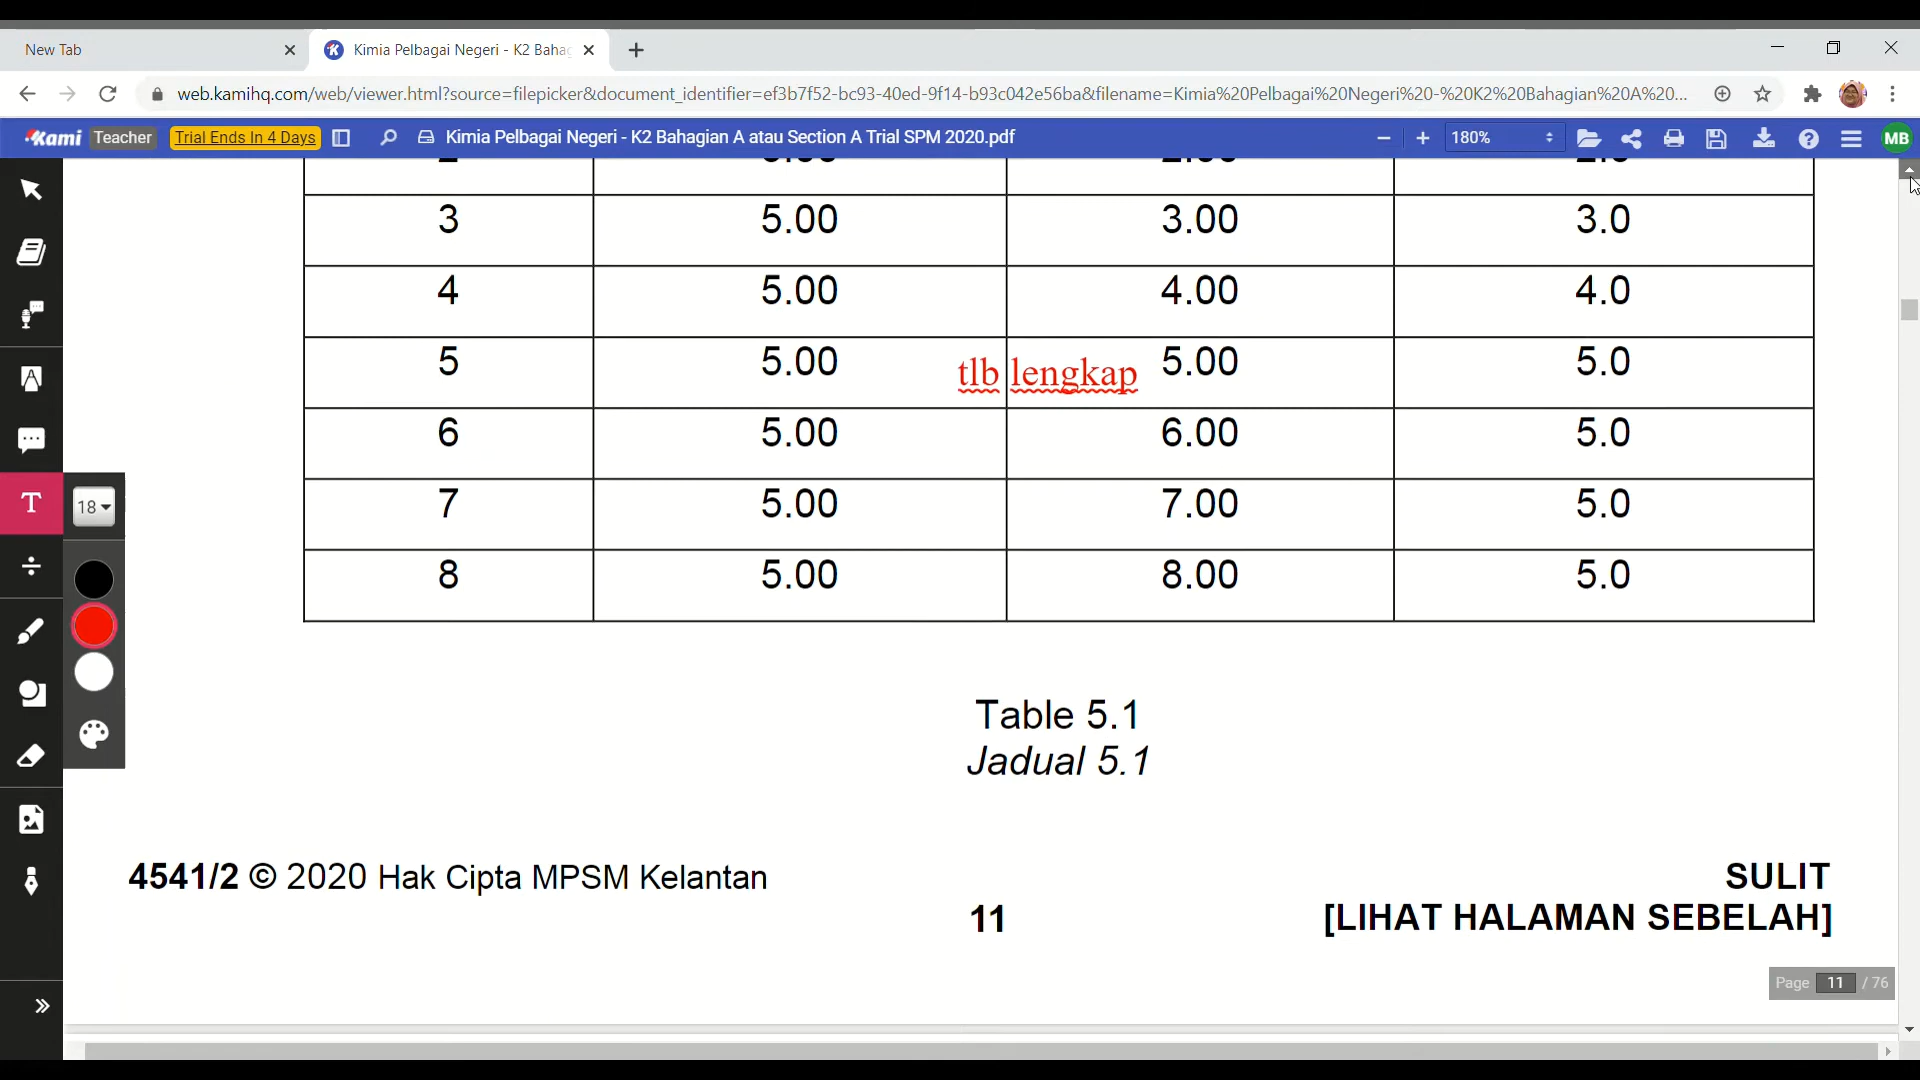 New Tab
Kimia Pelbagai Negeri - K2 Bahag
web.kamihq.com/web/viewer.html?source=filepicker&document_identifier=ef3b7f52-bc93-40ed-9f14-b93c042e56ba&filename=Kimia%20Pelbagai%20Negeri%20-%20K2%20Bahagian%20A%20...
Kami Teacher Trial Ends In 4 Days Kimia Pelbagai Negeri - K2 Bahagian A atau Section A Trial SPM 2020.pdf 180% MB
3 5.00 3.00 3.0
4 5.00 4.00 4.0
5 5.00 tlb lengkap 5.00 5.0
6 5.00 6.00 5.0
7 5.00 7.00 5.0
8 5.00 8.00 5.0
T 18
Table 5.1
Jadual 5.1
4541/2 © 2020 Hak Cipta MPSM Kelantan SULIT
11 [LIHAT HALAMAN SEBELAH]
Page 11 / 76